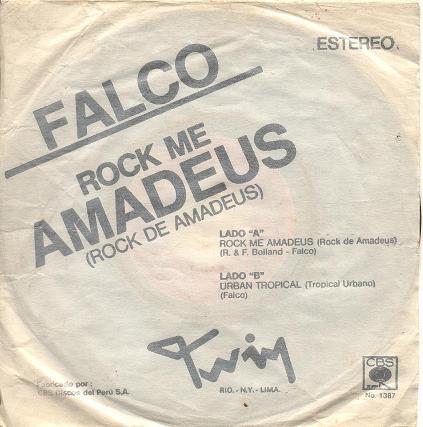 ESTEREO.
FALCO
ROCK ME
AMADEUS
(ROCK DE AMADEUS)
LADO "A"
ROCK ME AMADEUS (Rock de Amadeus)
(R. & F. Bolland - Falco)
LADO "B"
URBAN TROPICAL (Tropical Urbano)
(Falco)
Twin
RIO. - N.Y. - LIMA.
Fabricado por :
CBS Discos del Perú S.A.
CBS
No. 1387